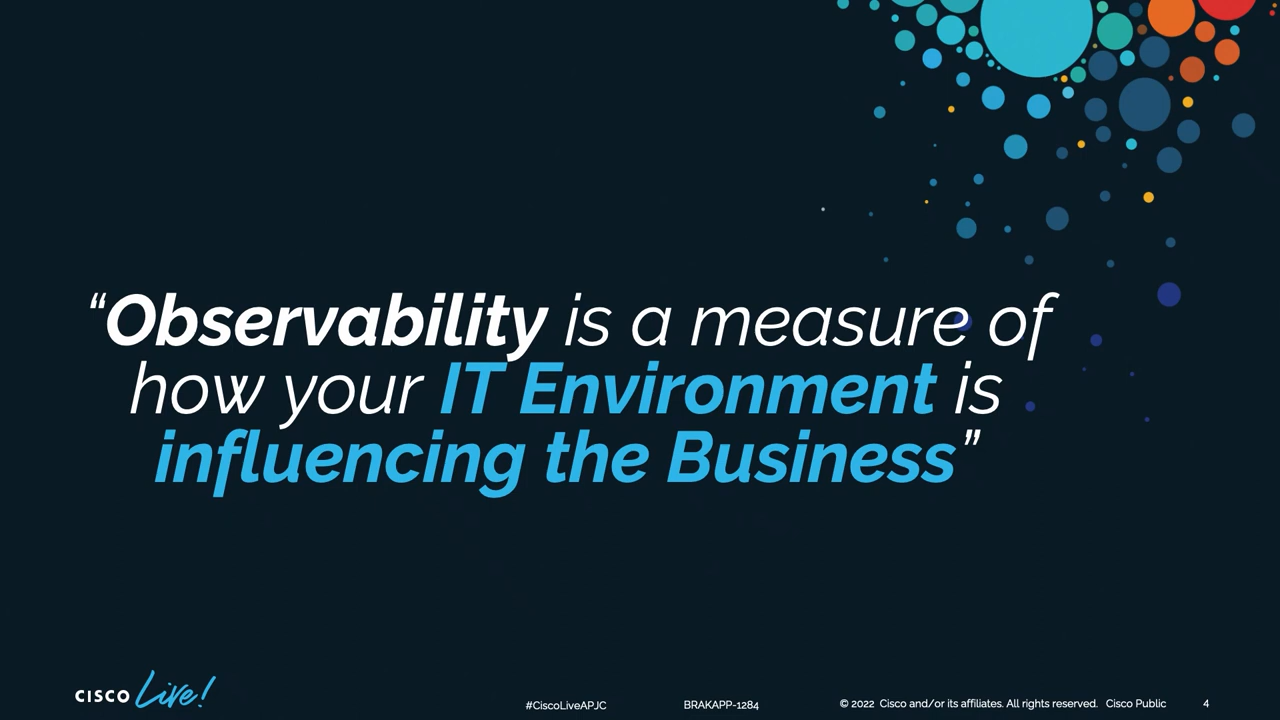 “Observability is a measure of
how your IT Environment is
influencing the Business”
CISCO Live!
#CiscoLiveAPJC
BRAKAPP-1284
© 2022 Cisco and/or its affiliates. All rights reserved. Cisco Public
4